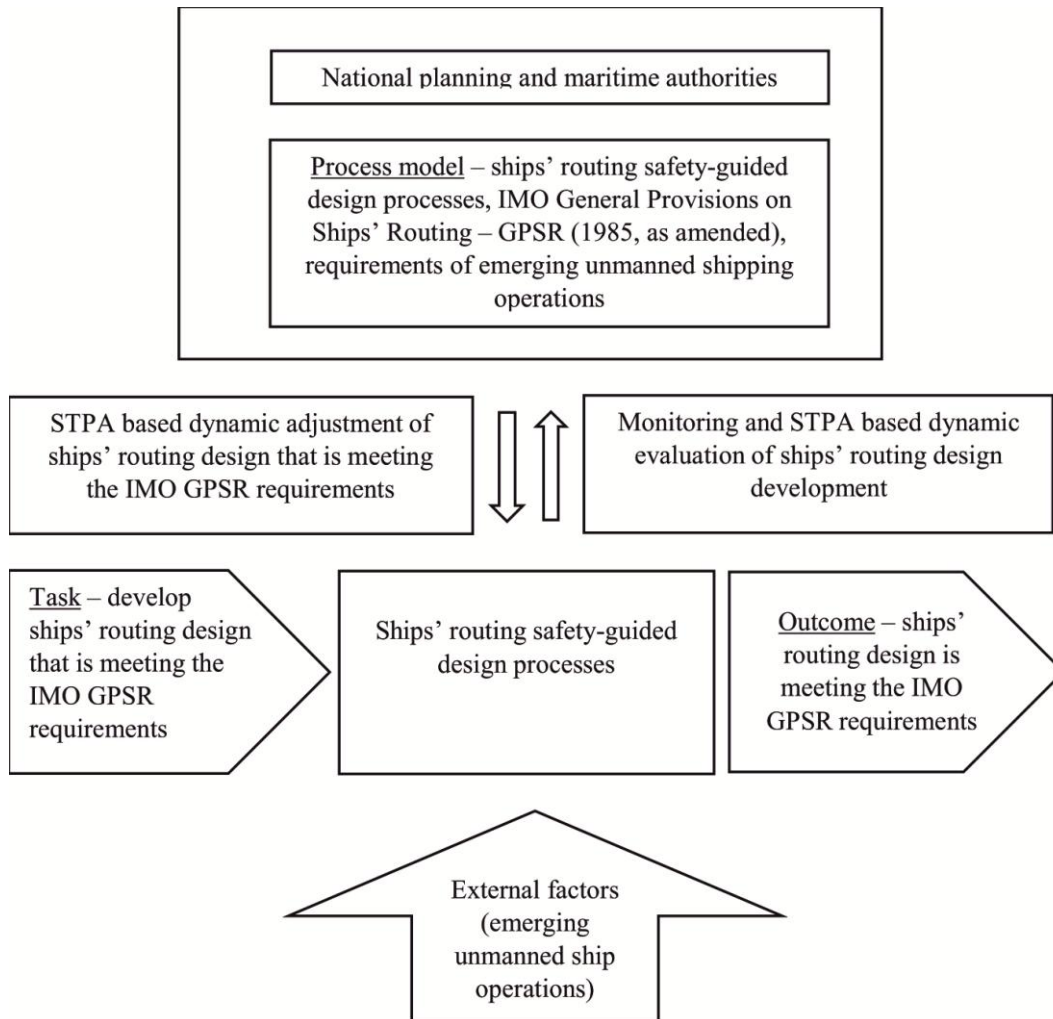 National planning and maritime authorities
Process model – ships’ routing safety-guided
design processes, IMO General Provisions on
Ships’ Routing – GPSR (1985, as amended),
requirements of emerging unmanned shipping
operations
STPA based dynamic adjustment of
ships’ routing design that is meeting
the IMO GPSR requirements
Monitoring and STPA based dynamic
evaluation of ships’ routing design
development
Task – develop
ships’ routing design
that is meeting the
IMO GPSR
requirements
Ships’ routing safety-guided
design processes
Outcome – ships’
routing design is
meeting the IMO
GPSR requirements
External factors
(emerging
unmanned ship
operations)